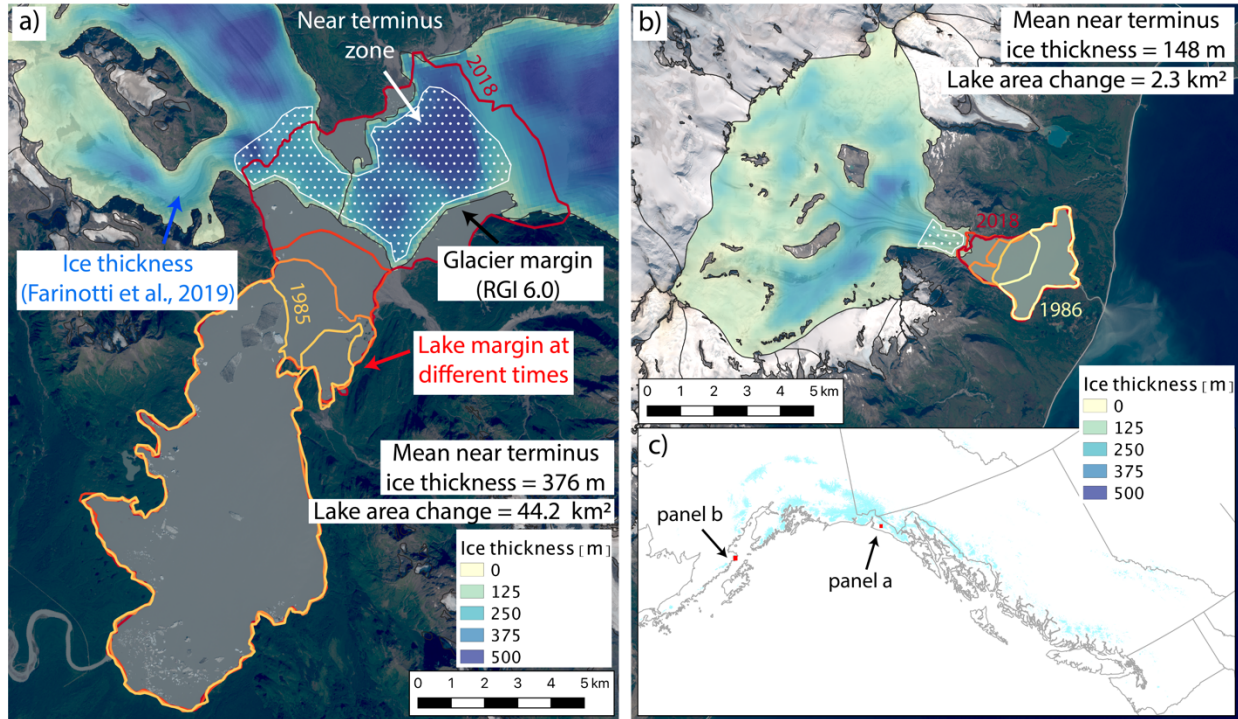 a)
Near terminus
zone
2018
Ice thickness
(Farinotti et al., 2019)
Glacier margin
(RGI 6.0)
1985
Lake margin at
different times
Mean near terminus
ice thickness = 376 m
Lake area change = 44.2 km²
Ice thickness [m]
0
125
250
375
500
0 1 2 3 4 5 km
b)
Mean near terminus
ice thickness = 148 m
Lake area change = 2.3 km²
2018
1986
0 1 2 3 4 5 km
Ice thickness [m]
0
125
250
375
500
c)
panel b
panel a